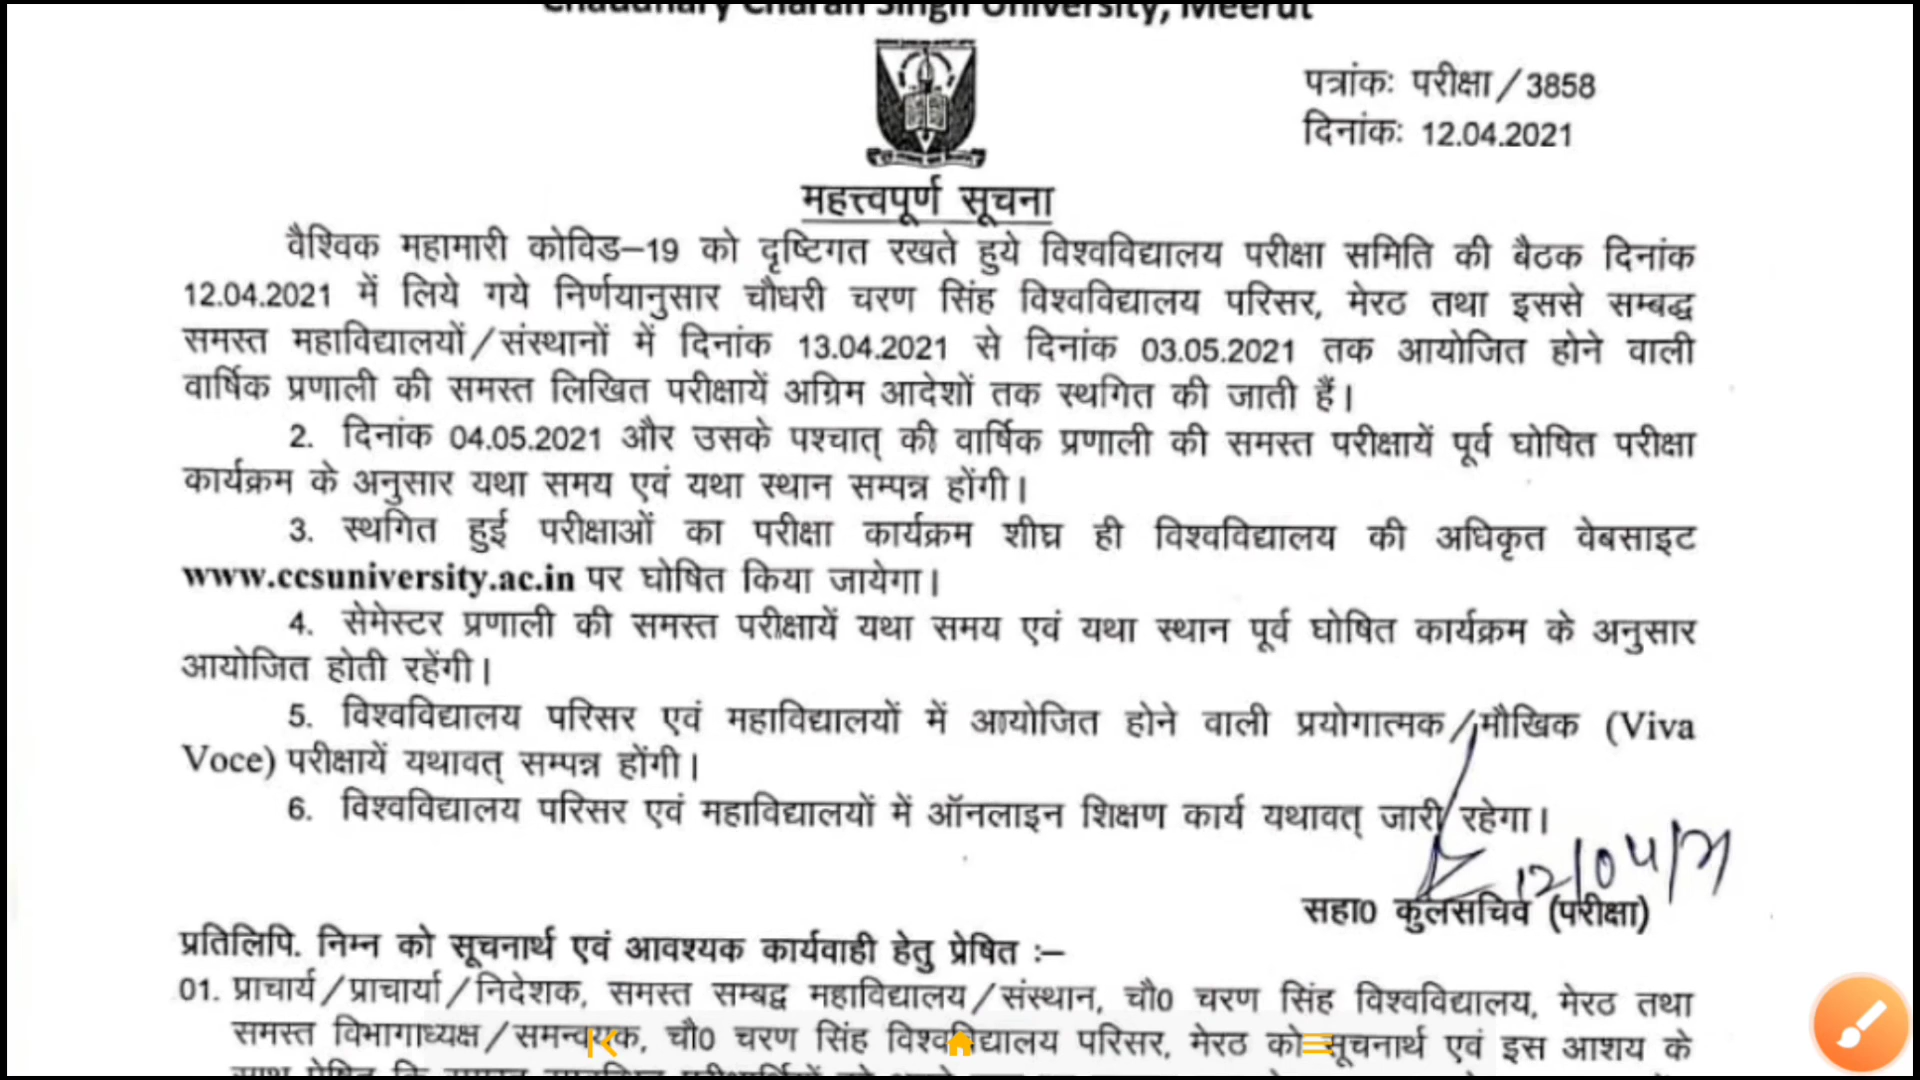 Chaudhary Charan Singh University, Meerut
पत्रांकः परीक्षा/3858
दिनांकः 12.04.2021
महत्त्वपूर्ण सूचना
वैश्विक महामारी कोविड–19 को दृष्टिगत रखते हुये विश्वविद्यालय परीक्षा समिति की बैठक दिनांक
12.04.2021 में लिये गये निर्णयानुसार चौधरी चरण सिंह विश्वविद्यालय परिसर, मेरठ तथा इससे सम्बद्ध
समस्त महाविद्यालयों/संस्थानों में दिनांक 13.04.2021 से दिनांक 03.05.2021 तक आयोजित होने वाली
वार्षिक प्रणाली की समस्त लिखित परीक्षायें अग्रिम आदेशों तक स्थगित की जाती हैं।
2. दिनांक 04.05.2021 और उसके पश्चात् की वार्षिक प्रणाली की समस्त परीक्षायें पूर्व घोषित परीक्षा
कार्यक्रम के अनुसार यथा समय एवं यथा स्थान सम्पन्न होंगी।
3. स्थगित हुई परीक्षाओं का परीक्षा कार्यक्रम शीघ्र ही विश्वविद्यालय की अधिकृत वेबसाइट
www.ccsuniversity.ac.in पर घोषित किया जायेगा।
4. सेमेस्टर प्रणाली की समस्त परीक्षायें यथा समय एवं यथा स्थान पूर्व घोषित कार्यक्रम के अनुसार
आयोजित होती रहेंगी।
5. विश्वविद्यालय परिसर एवं महाविद्यालयों में आयोजित होने वाली प्रयोगात्मक/मौखिक (Viva
Voce) परीक्षायें यथावत् सम्पन्न होंगी।
6. विश्वविद्यालय परिसर एवं महाविद्यालयों में ऑनलाइन शिक्षण कार्य यथावत् जारी रहेगा।
12/04/21
सहा0 कुलसचिव (परीक्षा)
प्रतिलिपि. निम्न को सूचनार्थ एवं आवश्यक कार्यवाही हेतु प्रेषित :–
01. प्राचार्य/प्राचार्या/निदेशक, समस्त सम्बद्व महाविद्यालय/संस्थान, चौ0 चरण सिंह विश्वविद्यालय, मेरठ तथा
समस्त विभागाध्यक्ष/समन्वयक, चौ0 चरण सिंह विश्वविद्यालय परिसर, मेरठ को सूचनार्थ एवं इस आशय के